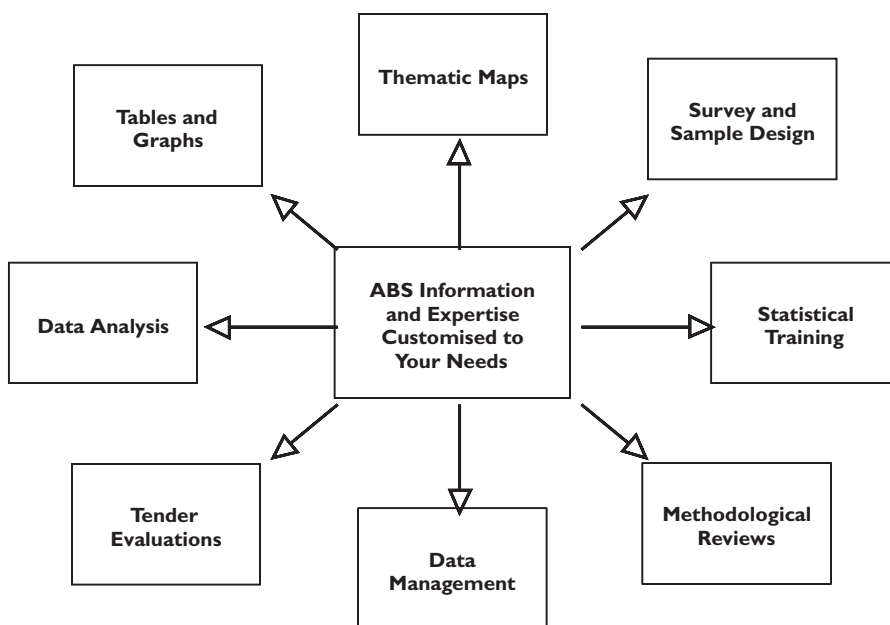 Thematic Maps
Tables and
Graphs
Survey and
Sample Design
ABS Information
and Expertise
Customised to
Your Needs
Data Analysis
Statistical
Training
Tender
Evaluations
Methodological
Reviews
Data
Management